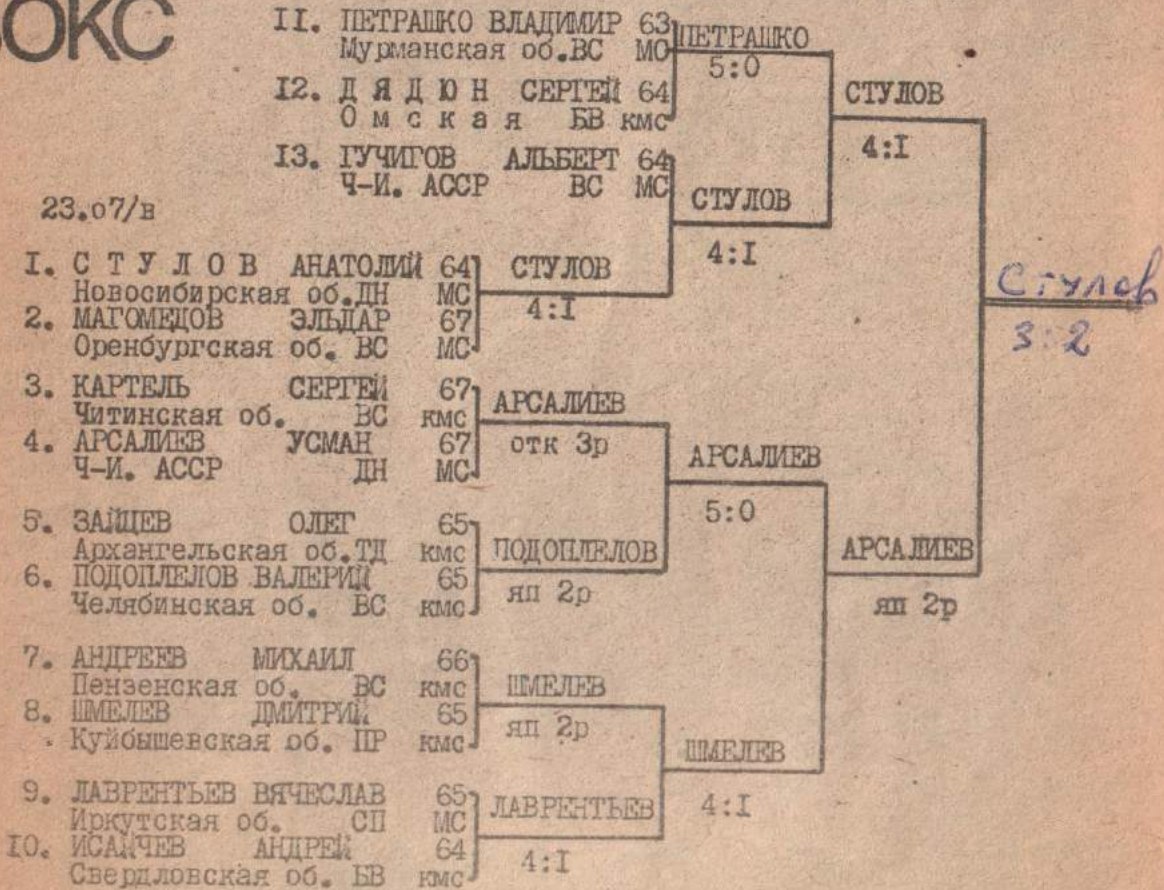 БОКС
II. ПЕТРАШКО ВЛАДИМИР 63
Мурманская об.ВС МС
ПЕТРАШКО
5:0
I2. Д Я Д Ю Н СЕРГЕЙ 64
О м с к а я БВ кмс
СТУЛОВ
4:I
I3. ГУЧИГОВ АЛЬБЕРТ 64
Ч-И. АССР ВС МС
СТУЛОВ
4:I
23.о7/в
I. С Т У Л О В АНАТОЛИЙ 64
Новосибирская об.ДН МС
СТУЛОВ
4:I
2. МАГОМЕДОВ ЭЛЬДАР 67
Оренбургская об. ВС МС
Стулов
3:2
3. КАРТЕЛЬ СЕРГЕЙ 67
Читинская об. ВС кмс
АРСАЛИЕВ
отк 3р
4. АРСАЛИЕВ УСМАН 67
Ч-И. АССР ДН МС
АРСАЛИЕВ
5:0
5. ЗАЙЦЕВ ОЛЕГ 65
Архангельская об.ТД кмс
ПОДОПЛЕЛОВ
яп 2р
6. ПОДОПЛЕЛОВ ВАЛЕРИЙ 65
Челябинская об. ВС кмс
АРСАЛИЕВ
яп 2р
7. АНДРЕЕВ МИХАИЛ 66
Пензенская об. ВС кмс
ШМЕЛЕВ
яп 2р
8. ШМЕЛЕВ ДМИТРИЙ 65
Куйбышевская об. ПР кмс
ШМЕЛЕВ
4:I
9. ЛАВРЕНТЬЕВ ВЯЧЕСЛАВ 65
Иркутская об. СП МС
ЛАВРЕНТЬЕВ
4:I
I0. ИСАЙЧЕВ АНДРЕЙ 64
Свердловская об. БВ кмс